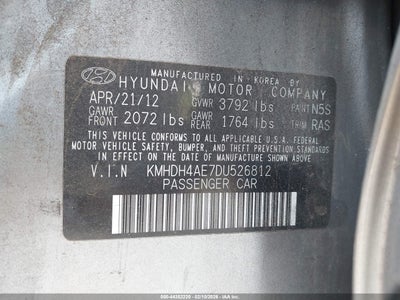 MANUFACTURED IN KOREA BY
HYUNDAI MOTOR COMPANY
APR/21/12 GVWR 3792 lbs PAINT N5S
GAWR FRONT 2072 lbs GAWR REAR 1764 lbs TRIM RAS
THIS VEHICLE CONFORMS TO ALL APPLICABLE U.S. FEDERAL
MOTOR VEHICLE SAFETY, BUMPER, AND THEFT PREVENTION
STANDARDS IN EFFECT ON THE DATE OF MANUFACTURE SHOWN ABOVE.
V.I.N KMHDH4AE7DU526812
PASSENGER CAR